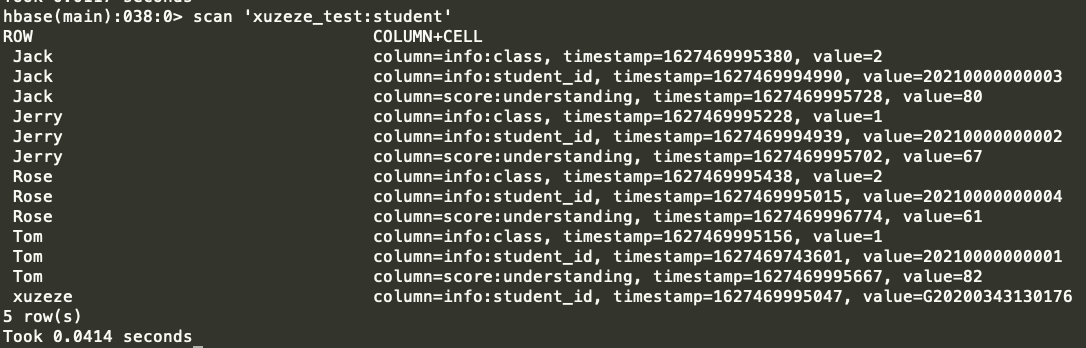 hbase(main):038:0> scan 'xuzeze_test:student'
ROW COLUMN+CELL
Jack column=info:class, timestamp=1627469995380, value=2
Jack column=info:student_id, timestamp=1627469994990, value=20210000000003
Jack column=score:understanding, timestamp=1627469995728, value=80
Jerry column=info:class, timestamp=1627469995228, value=1
Jerry column=info:student_id, timestamp=1627469994939, value=20210000000002
Jerry column=score:understanding, timestamp=1627469995702, value=67
Rose column=info:class, timestamp=1627469995438, value=2
Rose column=info:student_id, timestamp=1627469995015, value=20210000000004
Rose column=score:understanding, timestamp=1627469996774, value=61
Tom column=info:class, timestamp=1627469995156, value=1
Tom column=info:student_id, timestamp=1627469743601, value=20210000000001
Tom column=score:understanding, timestamp=1627469995667, value=82
xuzeze column=info:student_id, timestamp=1627469995047, value=G20200343130176
5 row(s)
Took 0.0414 seconds